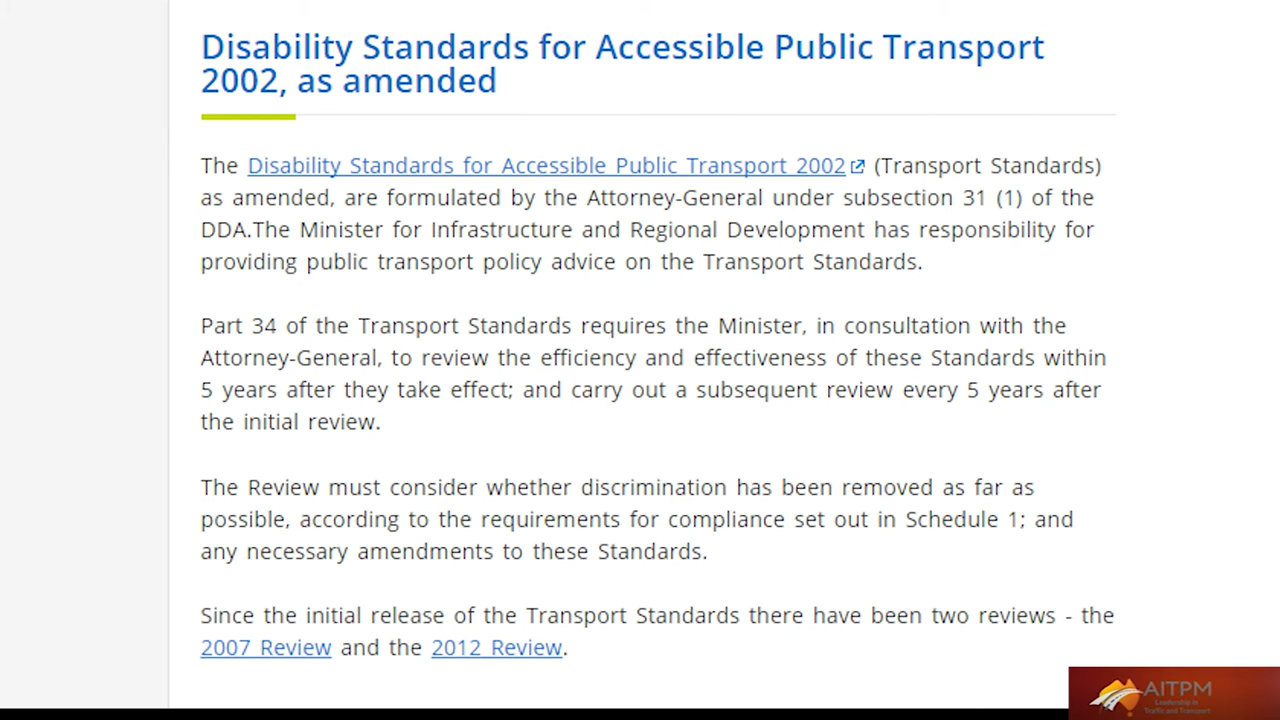 Disability Standards for Accessible Public Transport
2002, as amended
The Disability Standards for Accessible Public Transport 2002 (Transport Standards)
as amended, are formulated by the Attorney-General under subsection 31 (1) of the
DDA.The Minister for Infrastructure and Regional Development has responsibility for
providing public transport policy advice on the Transport Standards.
Part 34 of the Transport Standards requires the Minister, in consultation with the
Attorney-General, to review the efficiency and effectiveness of these Standards within
5 years after they take effect; and carry out a subsequent review every 5 years after
the initial review.
The Review must consider whether discrimination has been removed as far as
possible, according to the requirements for compliance set out in Schedule 1; and
any necessary amendments to these Standards.
Since the initial release of the Transport Standards there have been two reviews - the
2007 Review and the 2012 Review.
AITPM
Leadership in
Traffic and Transport